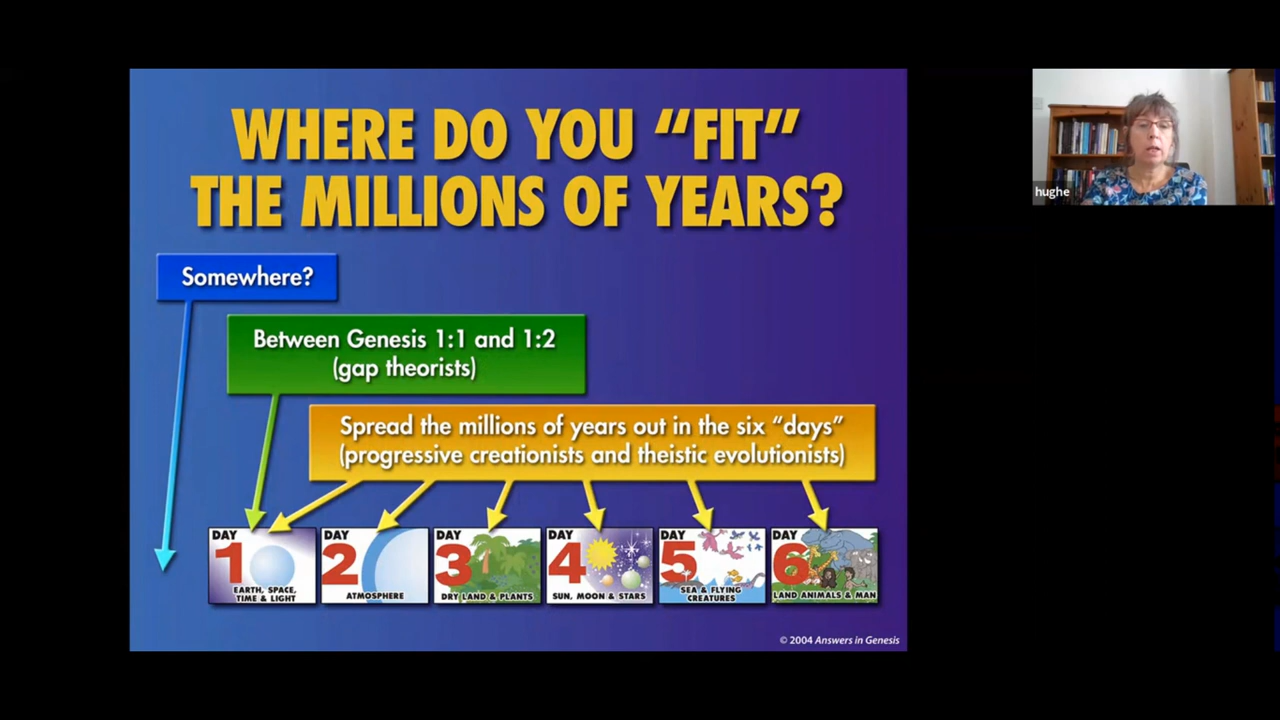 WHERE DO YOU “FIT”
THE MILLIONS OF YEARS?
hughe
Somewhere?
Between Genesis 1:1 and 1:2
(gap theorists)
Spread the millions of years out in the six “days”
(progressive creationists and theistic evolutionists)
DAY
1
EARTH, SPACE,
TIME & LIGHT
DAY
2
ATMOSPHERE
DAY
3
DRY LAND & PLANTS
DAY
4
SUN, MOON & STARS
DAY
5
SEA & FLYING
CREATURES
DAY
6
LAND ANIMALS & MAN
© 2004 Answers in Genesis